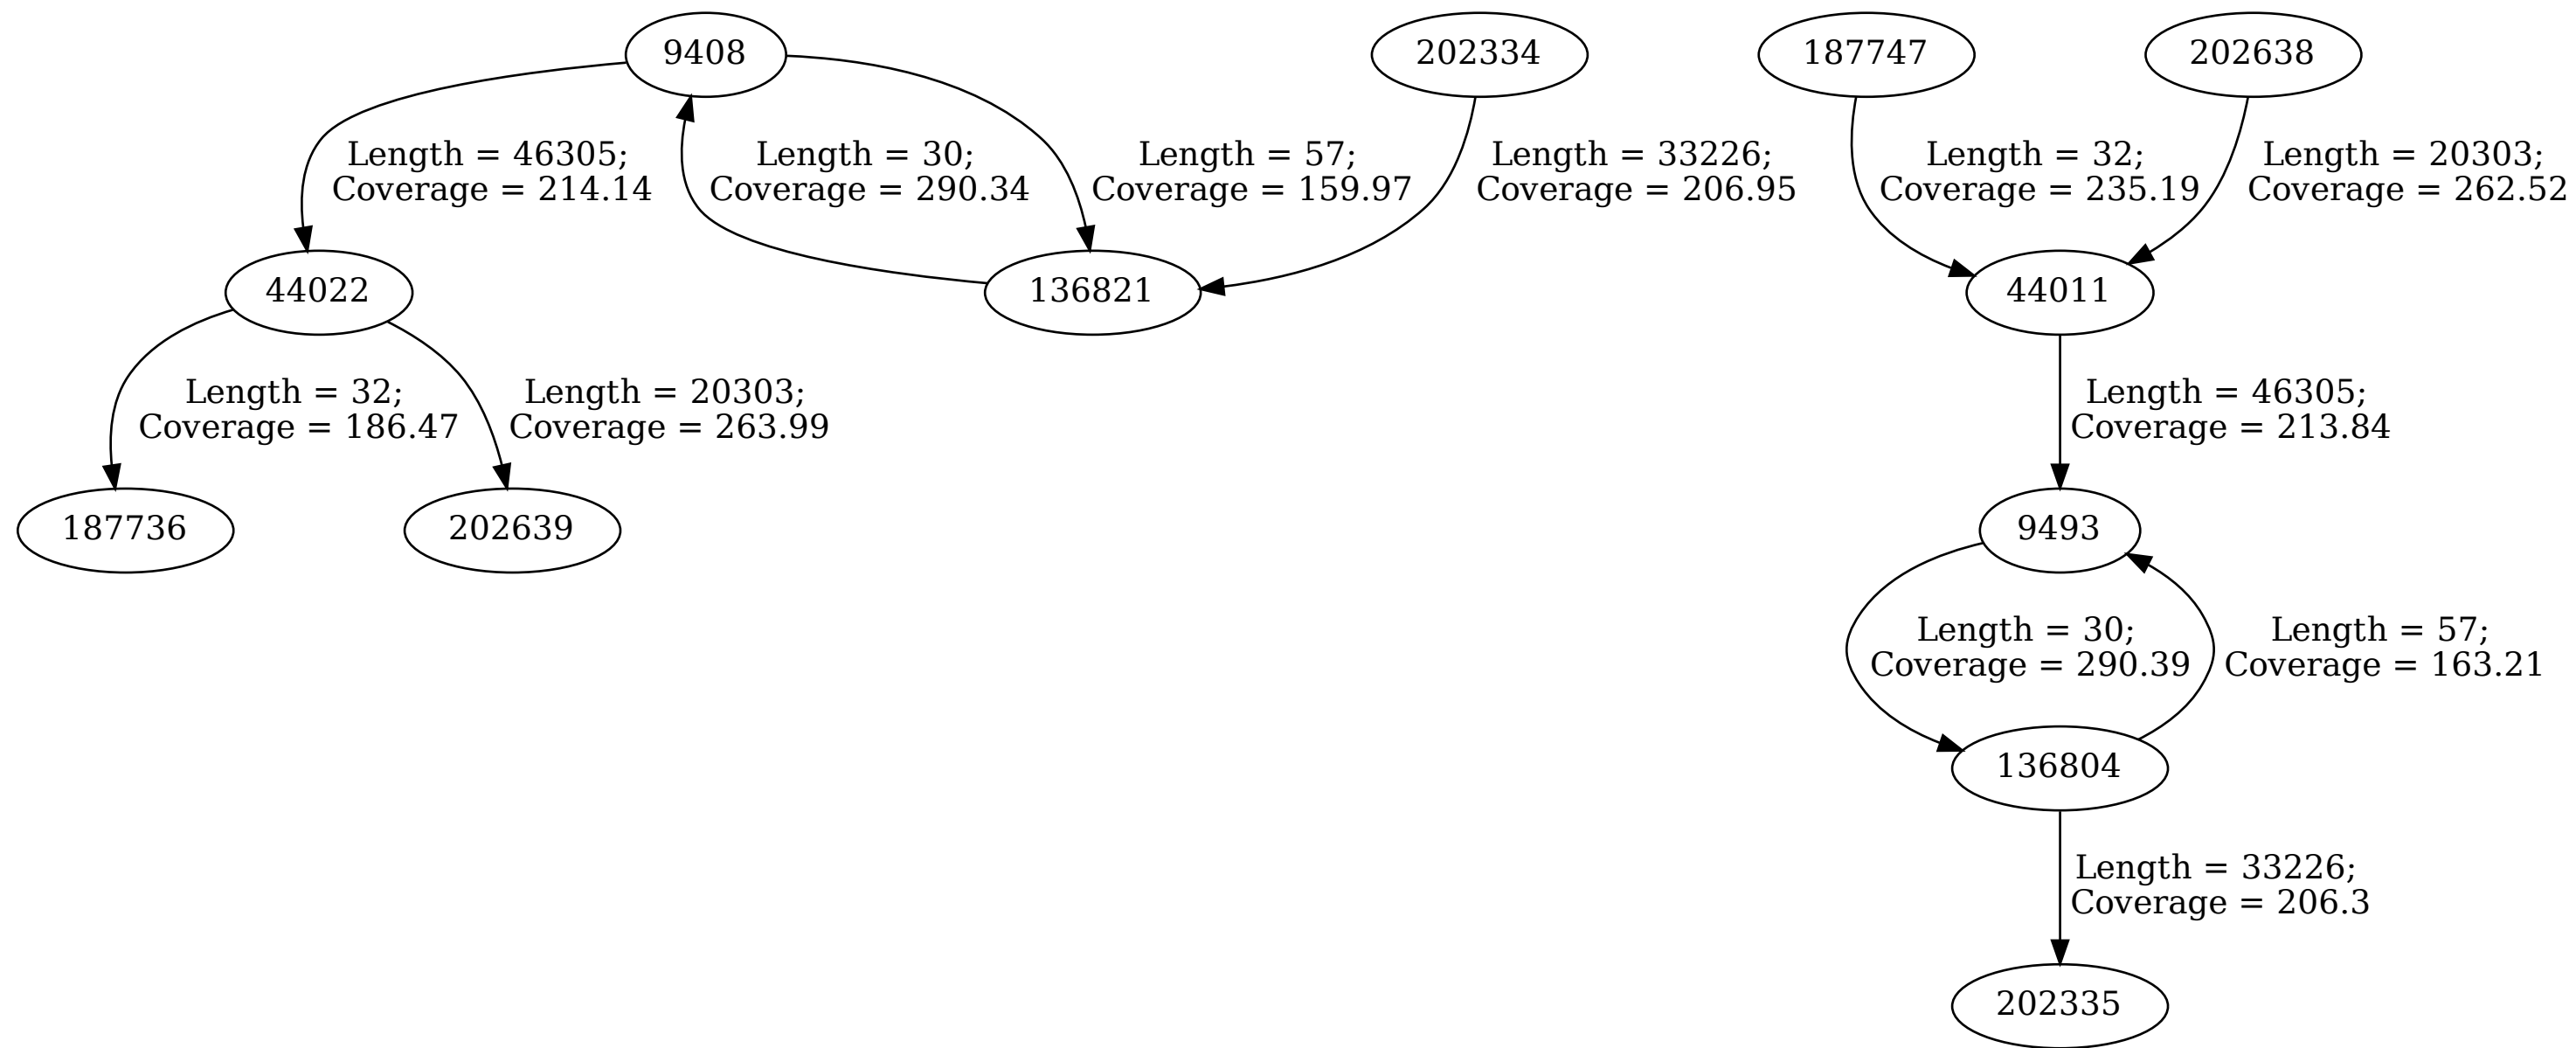 9408
202334
187747
202638
Length = 46305;
Coverage = 214.14
Length = 30;
Coverage = 290.34
Length = 57;
Coverage = 159.97
Length = 33226;
Coverage = 206.95
Length = 32;
Coverage = 235.19
Length = 20303;
Coverage = 262.52
44022
136821
44011
Length = 32;
Coverage = 186.47
Length = 20303;
Coverage = 263.99
Length = 46305;
Coverage = 213.84
187736
202639
9493
Length = 30;
Coverage = 290.39
Length = 57;
Coverage = 163.21
136804
Length = 33226;
Coverage = 206.3
202335